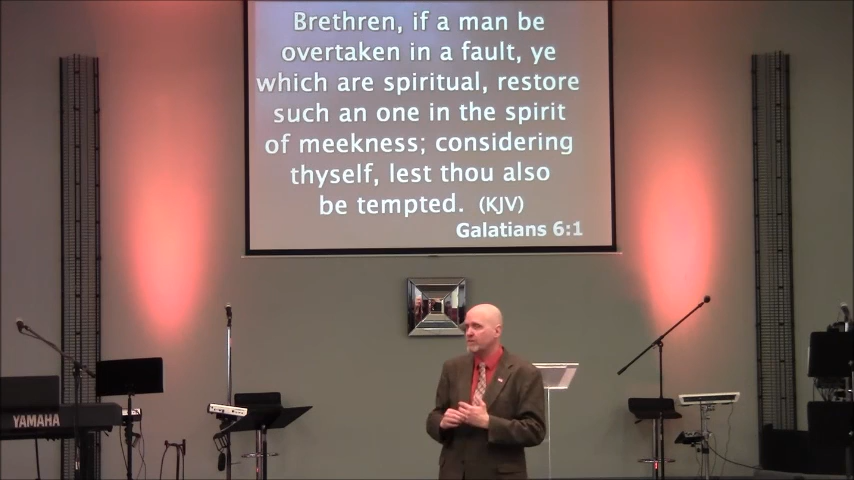 Brethren, if a man be
overtaken in a fault, ye
which are spiritual, restore
such an one in the spirit
of meekness; considering
thyself, lest thou also
be tempted. (KJV)
Galatians 6:1
YAMAHA